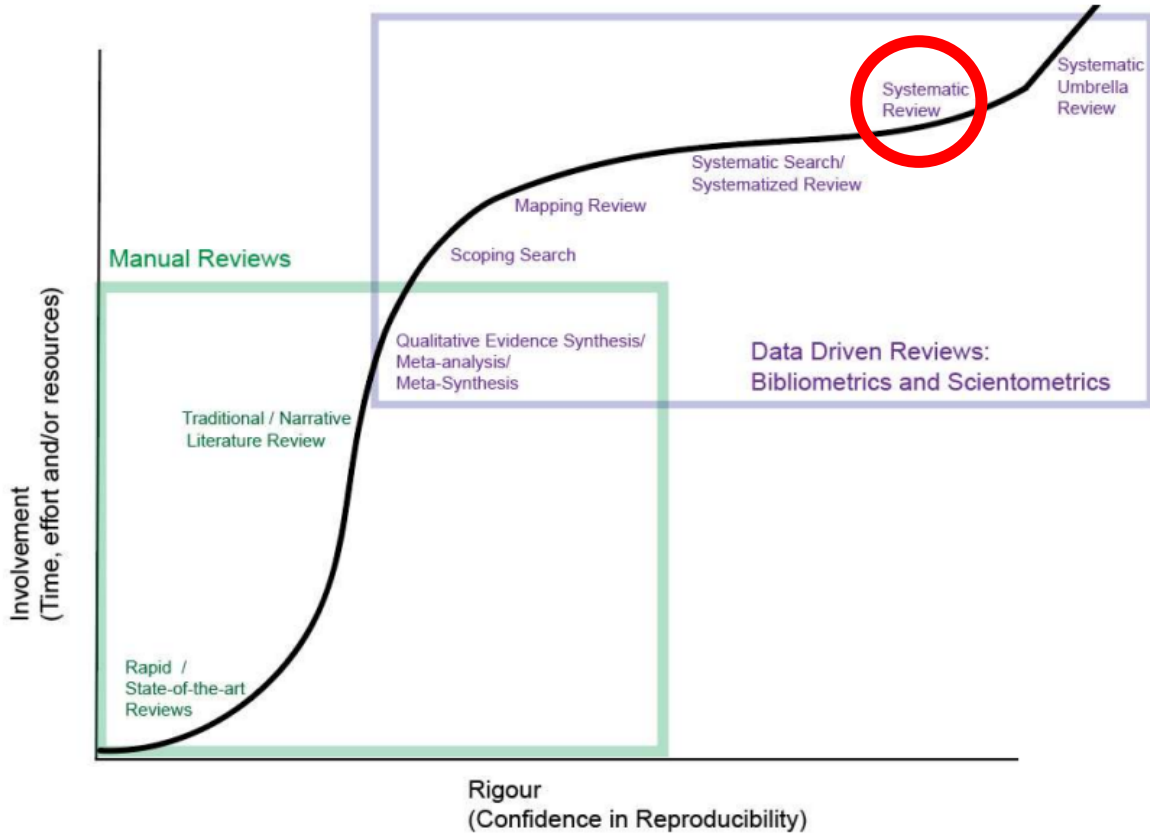 Systematic
Umbrella
Review
Systematic
Review
Systematic Search/
Systematized Review
Mapping Review
Scoping Search
Manual Reviews
Qualitative Evidence Synthesis/
Meta-analysis/
Meta-Synthesis
Data Driven Reviews:
Bibliometrics and Scientometrics
Traditional / Narrative
Literature Review
Involvement
(Time, effort and/or resources)
Rapid /
State-of-the-art
Reviews
Rigour
(Confidence in Reproducibility)